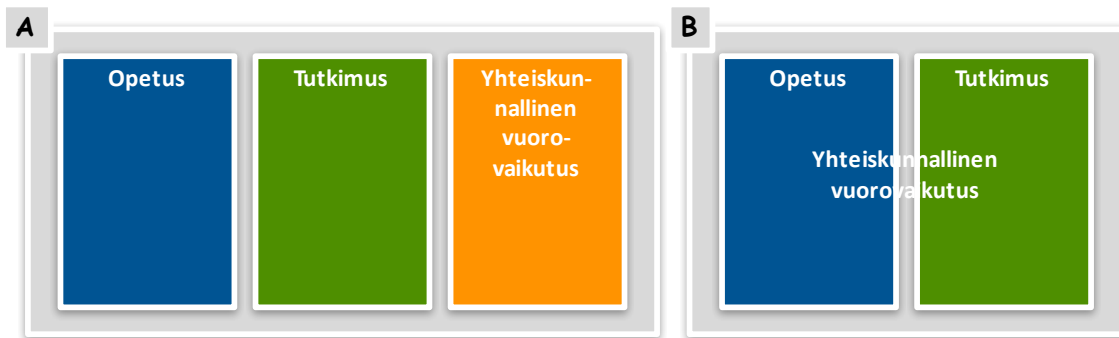 A
Opetus
Tutkimus
Yhteiskun-
nallinen
vuoro-
vaikutus
B
Opetus
Tutkimus
Yhteiskunnallinen
vuorovaikutus